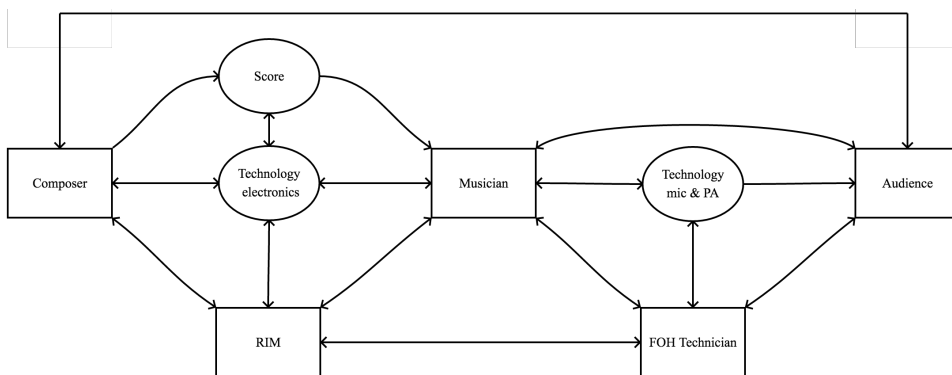 Score
Composer
Technology
electronics
Musician
Technology
mic & PA
Audience
RIM
FOH Technician